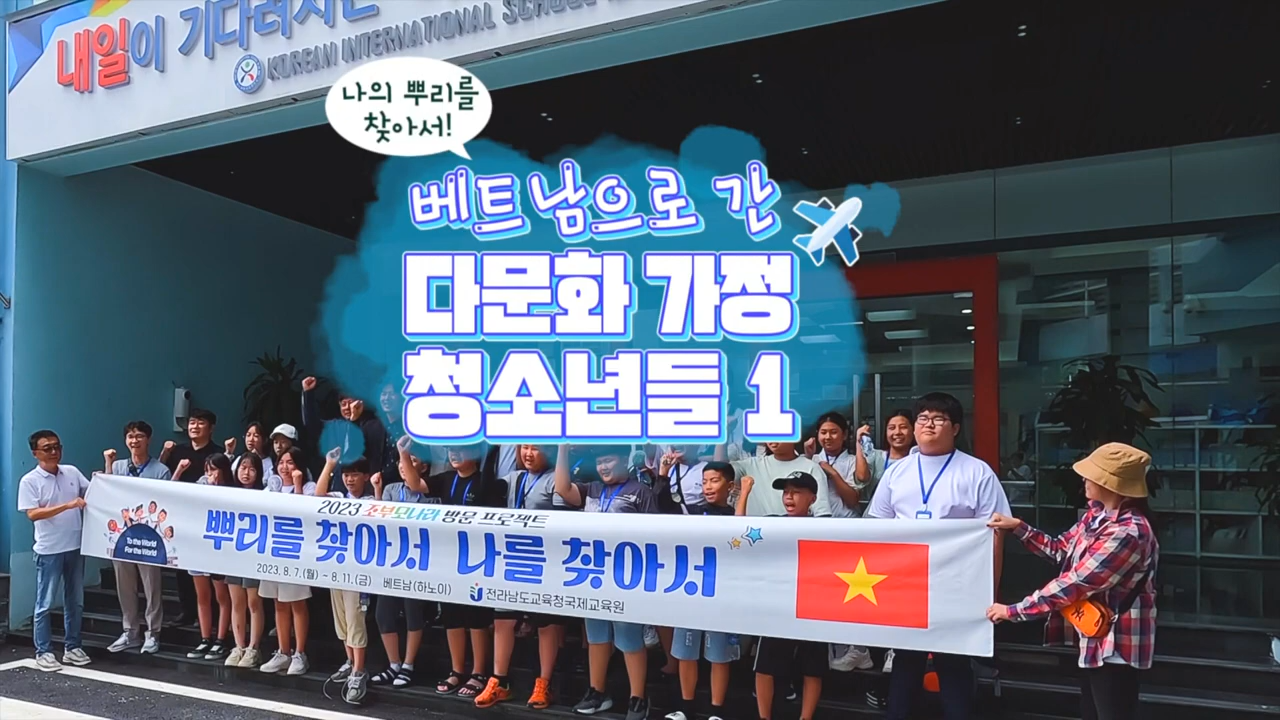 내일이 기다려지는
KOREAN INTERNATIONAL SCHOOL
나의 뿌리를
찾아서!
베트남으로 간
다문화 가정
청소년들 1
2023 조부모나라 방문 프로젝트
뿌리를 찾아서 나를 찾아서
2023. 8. 7.(월) ~ 8. 11.(금) 베트남(하노이) 전라남도교육청국제교육원
To the World
For the World